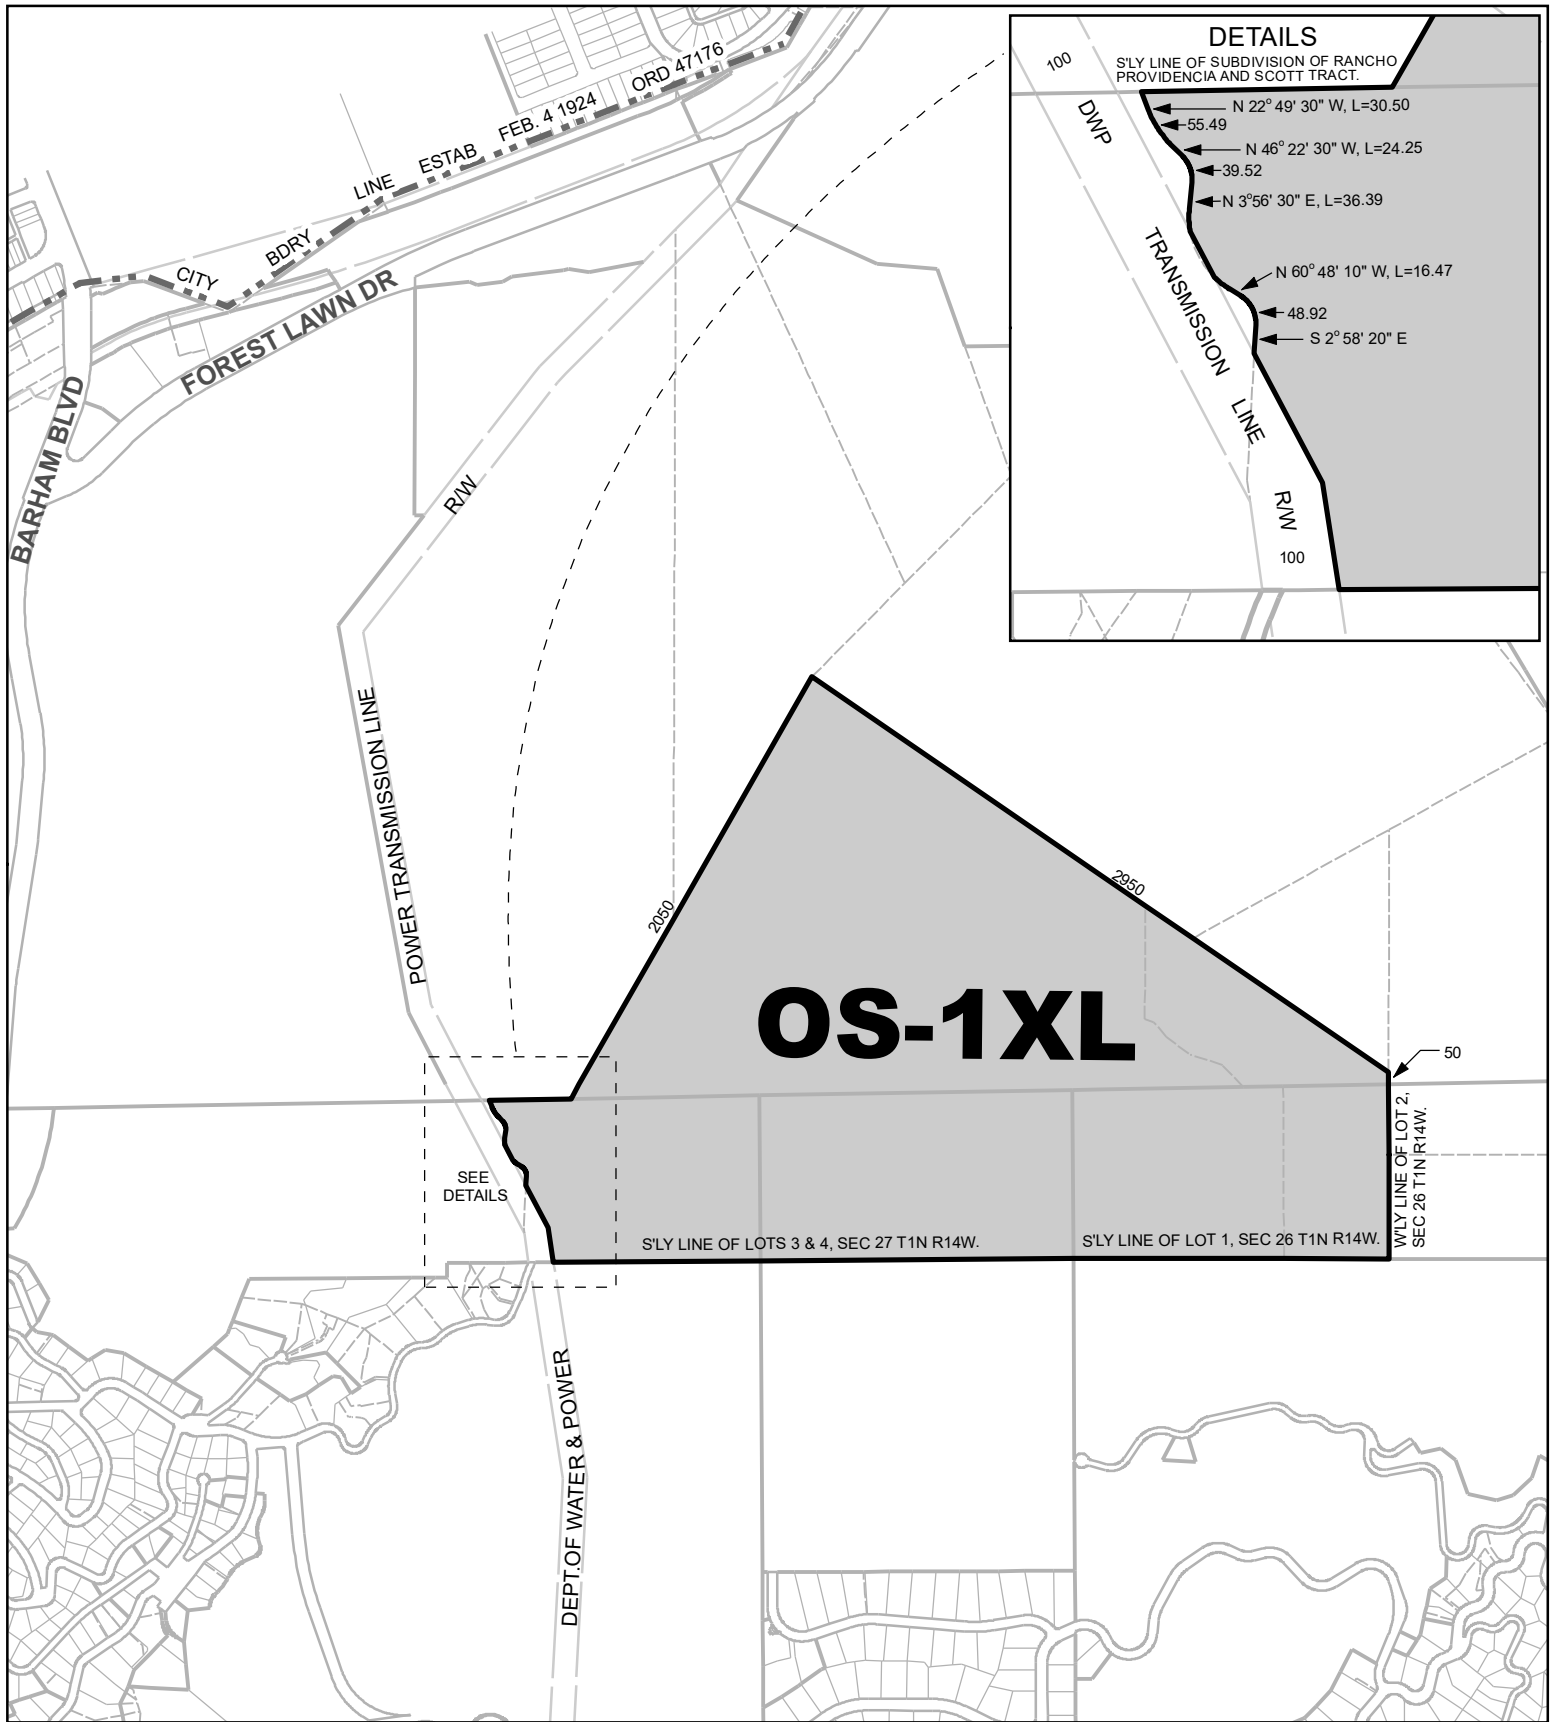 DETAILS
S'LY LINE OF SUBDIVISION OF RANCHO
PROVIDENCIA AND SCOTT TRACT.
100
DWP
TRANSMISSION
LINE
R/W
100
N 22° 49' 30" W, L=30.50
55.49
N 46° 22' 30" W, L=24.25
39.52
N 3°56' 30" E, L=36.39
N 60° 48' 10" W, L=16.47
48.92
S 2° 58' 20" E
CITY BDRY LINE ESTAB FEB. 4 1924 ORD 47176
FOREST LAWN DR
BARHAM BLVD
R/W
POWER TRANSMISSION LINE
2050
2950
OS-1XL
50
W'LY LINE OF LOT 2,
SEC 26 T1N R14W.
SEE
DETAILS
S'LY LINE OF LOTS 3 & 4, SEC 27 T1N R14W.
S'LY LINE OF LOT 1, SEC 26 T1N R14W.
DEPT.OF WATER & POWER